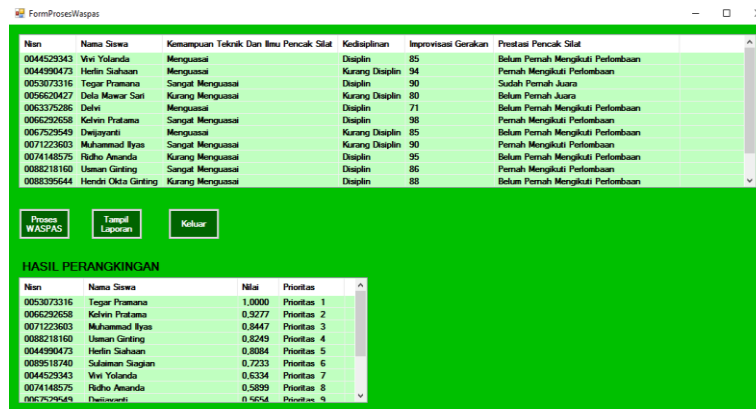 FormProsesWaspas
Nisn Nama Siswa Kemampuan Teknik Dan Ilmu Pencak Silat Kedisiplinan Improvisasi Gerakan Prestasi Pencak Silat
0044529343 Vivi Yolanda Menguasai Disiplin 85 Belum Pernah Mengikuti Perlombaan
0044990473 Herlin Siahaan Menguasai Kurang Disiplin 94 Pernah Mengikuti Perlombaan
0053073316 Tegar Pramana Sangat Menguasai Disiplin 90 Sudah Pernah Juara
0056620427 Dela Mawar Sari Kurang Menguasai Kurang Disiplin 80 Belum Pernah Juara
0063375286 Delvi Menguasai Disiplin 71 Belum Pernah Mengikuti Perlombaan
0066292658 Kelvin Pratama Sangat Menguasai Disiplin 98 Pernah Mengikuti Perlombaan
0067529549 Dwijayanti Menguasai Kurang Disiplin 85 Belum Pernah Mengikuti Perlombaan
0071223603 Muhammad Ilyas Sangat Menguasai Kurang Disiplin 90 Pernah Mengikuti Perlombaan
0074148575 Ridho Amanda Kurang Menguasai Disiplin 95 Belum Pernah Mengikuti Perlombaan
0088218160 Usman Ginting Sangat Menguasai Disiplin 86 Pernah Mengikuti Perlombaan
0088395644 Hendri Okta Ginting Kurang Menguasai Disiplin 88 Belum Pernah Mengikuti Perlombaan
Proses WASPAS
Tampil Laporan
Keluar
HASIL PERANGKINGAN
Nisn Nama Siswa Nilai Prioritas
0053073316 Tegar Pramana 1,0000 Prioritas 1
0066292658 Kelvin Pratama 0,9277 Prioritas 2
0071223603 Muhammad Ilyas 0,8447 Prioritas 3
0088218160 Usman Ginting 0,8249 Prioritas 4
0044990473 Herlin Siahaan 0,8084 Prioritas 5
0089518740 Sulaiman Siagian 0,7233 Prioritas 6
0044529343 Vivi Yolanda 0,6334 Prioritas 7
0074148575 Ridho Amanda 0,5899 Prioritas 8
0067529549 Dwijayanti 0,5654 Prioritas 9